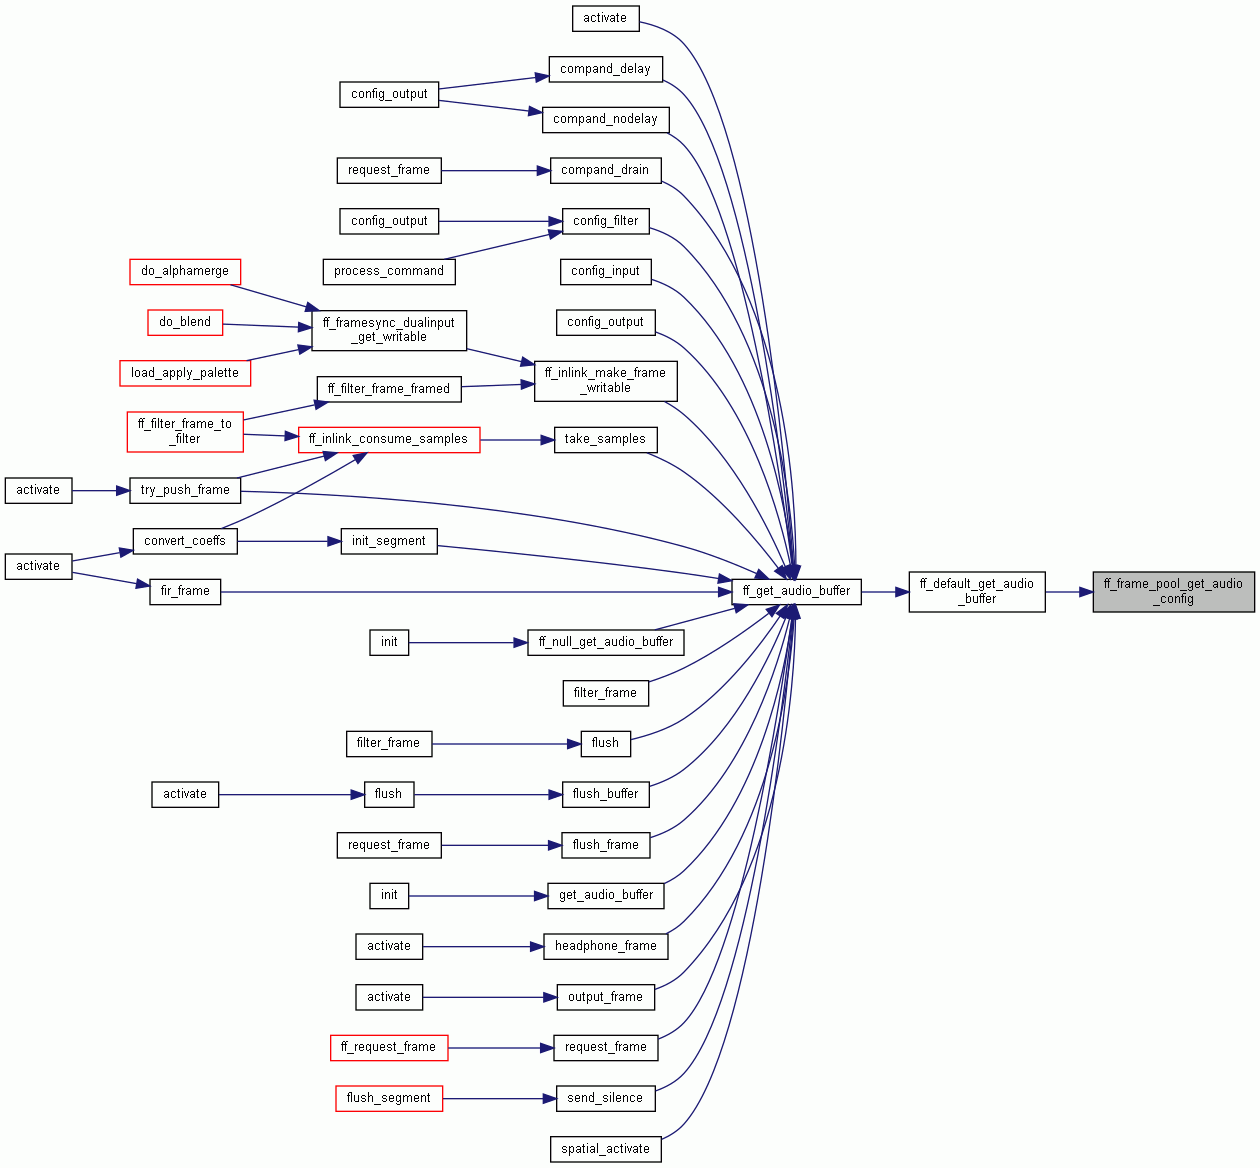 activate
compand_delay
config_output
compand_nodelay
request_frame
compand_drain
config_output
config_filter
process_command
config_input
do_alphamerge
config_output
do_blend
ff_framesync_dualinput
_get_writable
load_apply_palette
ff_inlink_make_frame
_writable
ff_filter_frame_framed
ff_filter_frame_to
_filter
ff_inlink_consume_samples
take_samples
activate
try_push_frame
convert_coeffs
init_segment
activate
fir_frame
ff_get_audio_buffer
ff_default_get_audio
_buffer
ff_frame_pool_get_audio
_config
init
ff_null_get_audio_buffer
filter_frame
filter_frame
flush
activate
flush
flush_buffer
request_frame
flush_frame
init
get_audio_buffer
activate
headphone_frame
activate
output_frame
ff_request_frame
request_frame
flush_segment
send_silence
spatial_activate